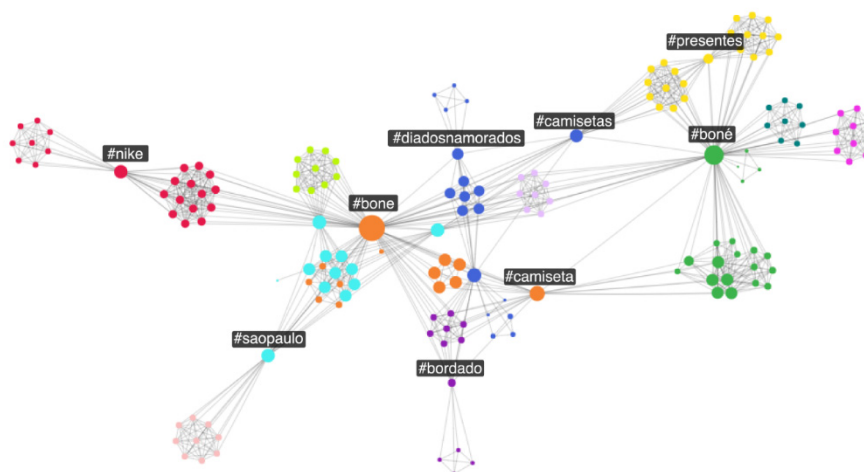 #presentes
#camisetas
#diadosnamorados
#boné
#nike
#bone
#camiseta
#saopaulo
#bordado